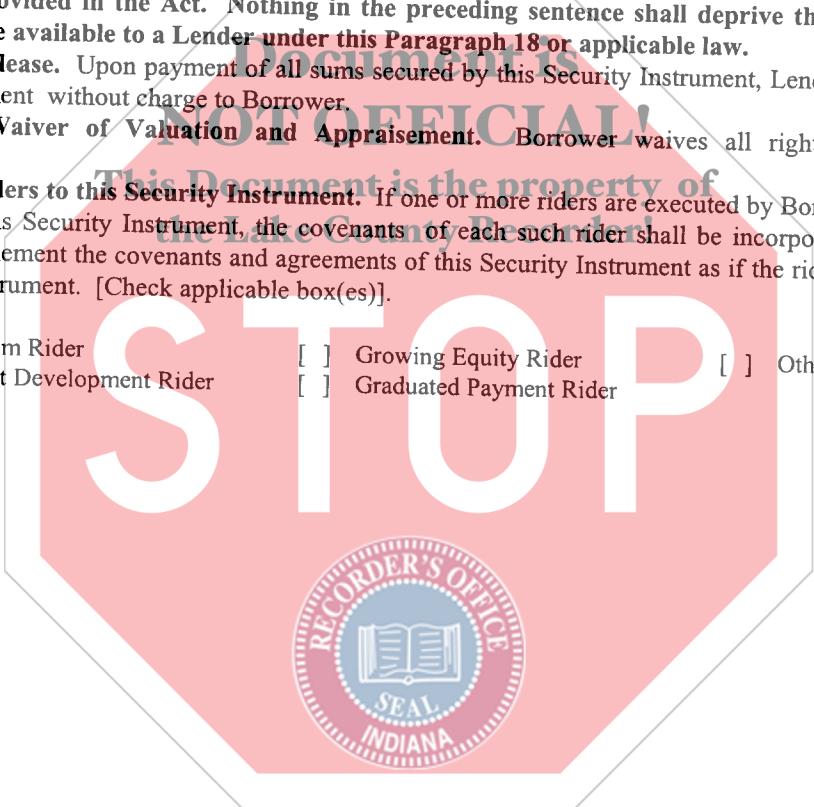 ovided in the Act. Nothing in the preceding sentence shall deprive th
e available to a Lender under this Paragraph 18 or applicable law.
lease. Upon payment of all sums secured by this Security Instrument, Len
ent without charge to Borrower.
Waiver of Valuation and Appraisement. Borrower waives all righ
ders to this Security Instrument. If one or more riders are executed by Bor
is Security Instrument, the covenants of each such rider shall be incorpo
lement the covenants and agreements of this Security Instrument as if the ri
trument. [Check applicable box(es)].
m Rider [ ] Growing Equity Rider [ ] Oth
t Development Rider [ ] Graduated Payment Rider
Document is
NOT OFFICIAL!
This Document is the property of
the Lake County Recorder!
STOP
RECORDER'S OFFICE
SEAL
INDIANA